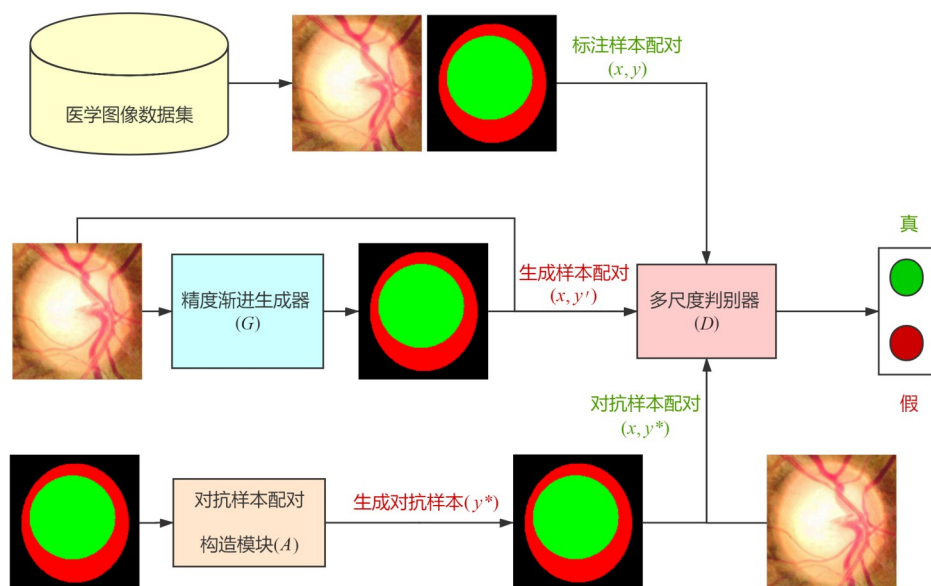 标注样本配对
(x, y)
医学图像数据集
真
精度渐进生成器
(G)
生成样本配对
(x, y′)
多尺度判别器
(D)
假
对抗样本配对
(x, y*)
对抗样本配对
构造模块(A)
生成对抗样本(y*)